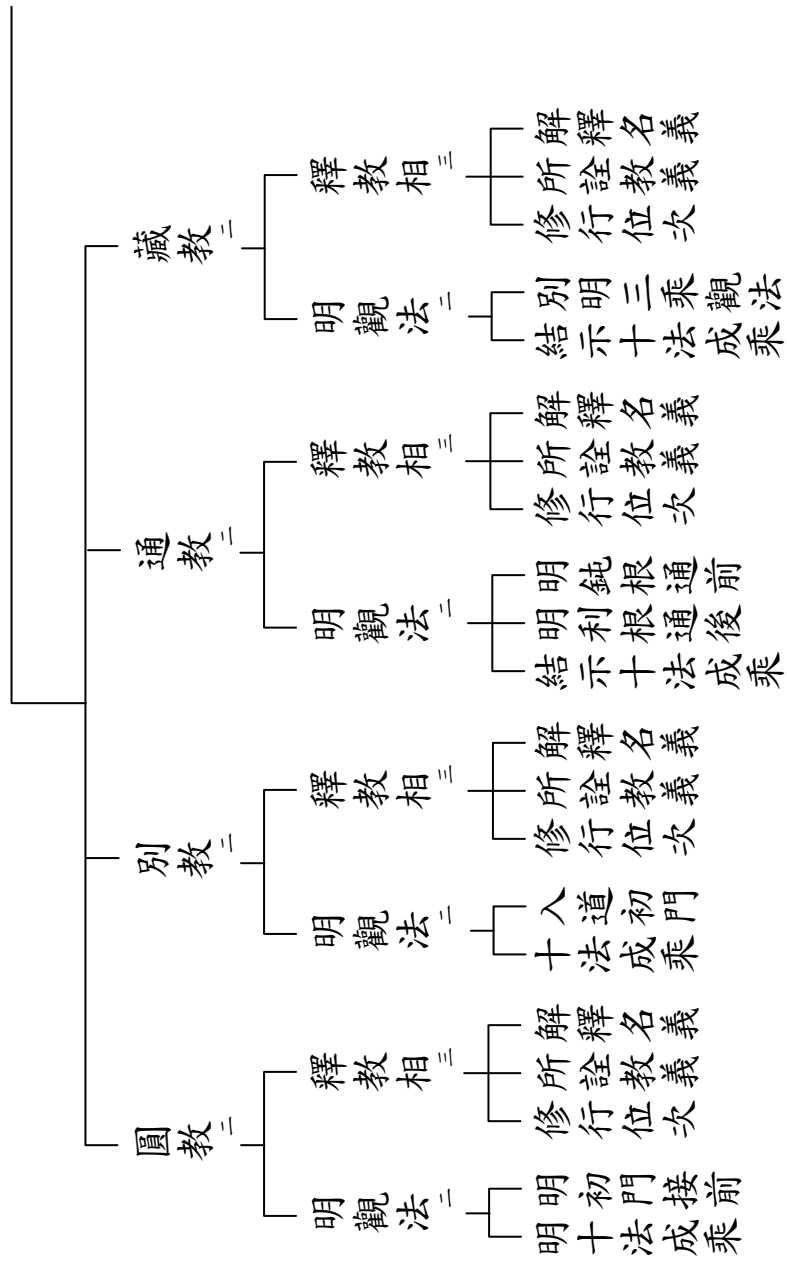 藏教二
釋教相三
解釋名義
所詮教義
修行位次
明觀法二
別明三乘觀法
結示十法成乘
通教二
釋教相三
解釋名義
所詮教義
修行位次
明觀法二
明鈍根通前
明利根通後
結示十法成乘
別教二
釋教相三
解釋名義
所詮教義
修行位次
明觀法二
入道初門
十法成乘
圓教二
釋教相三
解釋名義
所詮教義
修行位次
明觀法二
明初門接前
明十法成乘